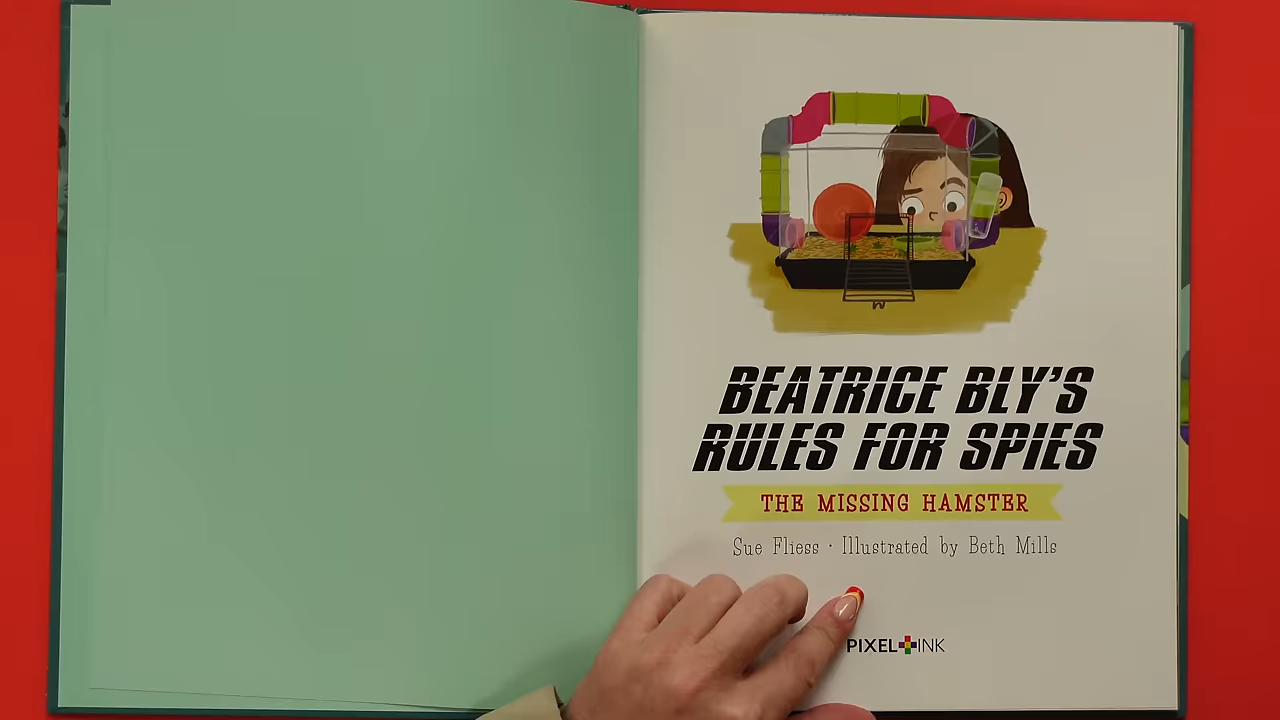 BEATRICE BLY'S
RULES FOR SPIES
THE MISSING HAMSTER
Sue Fliess · Illustrated by Beth Mills
PIXEL INK